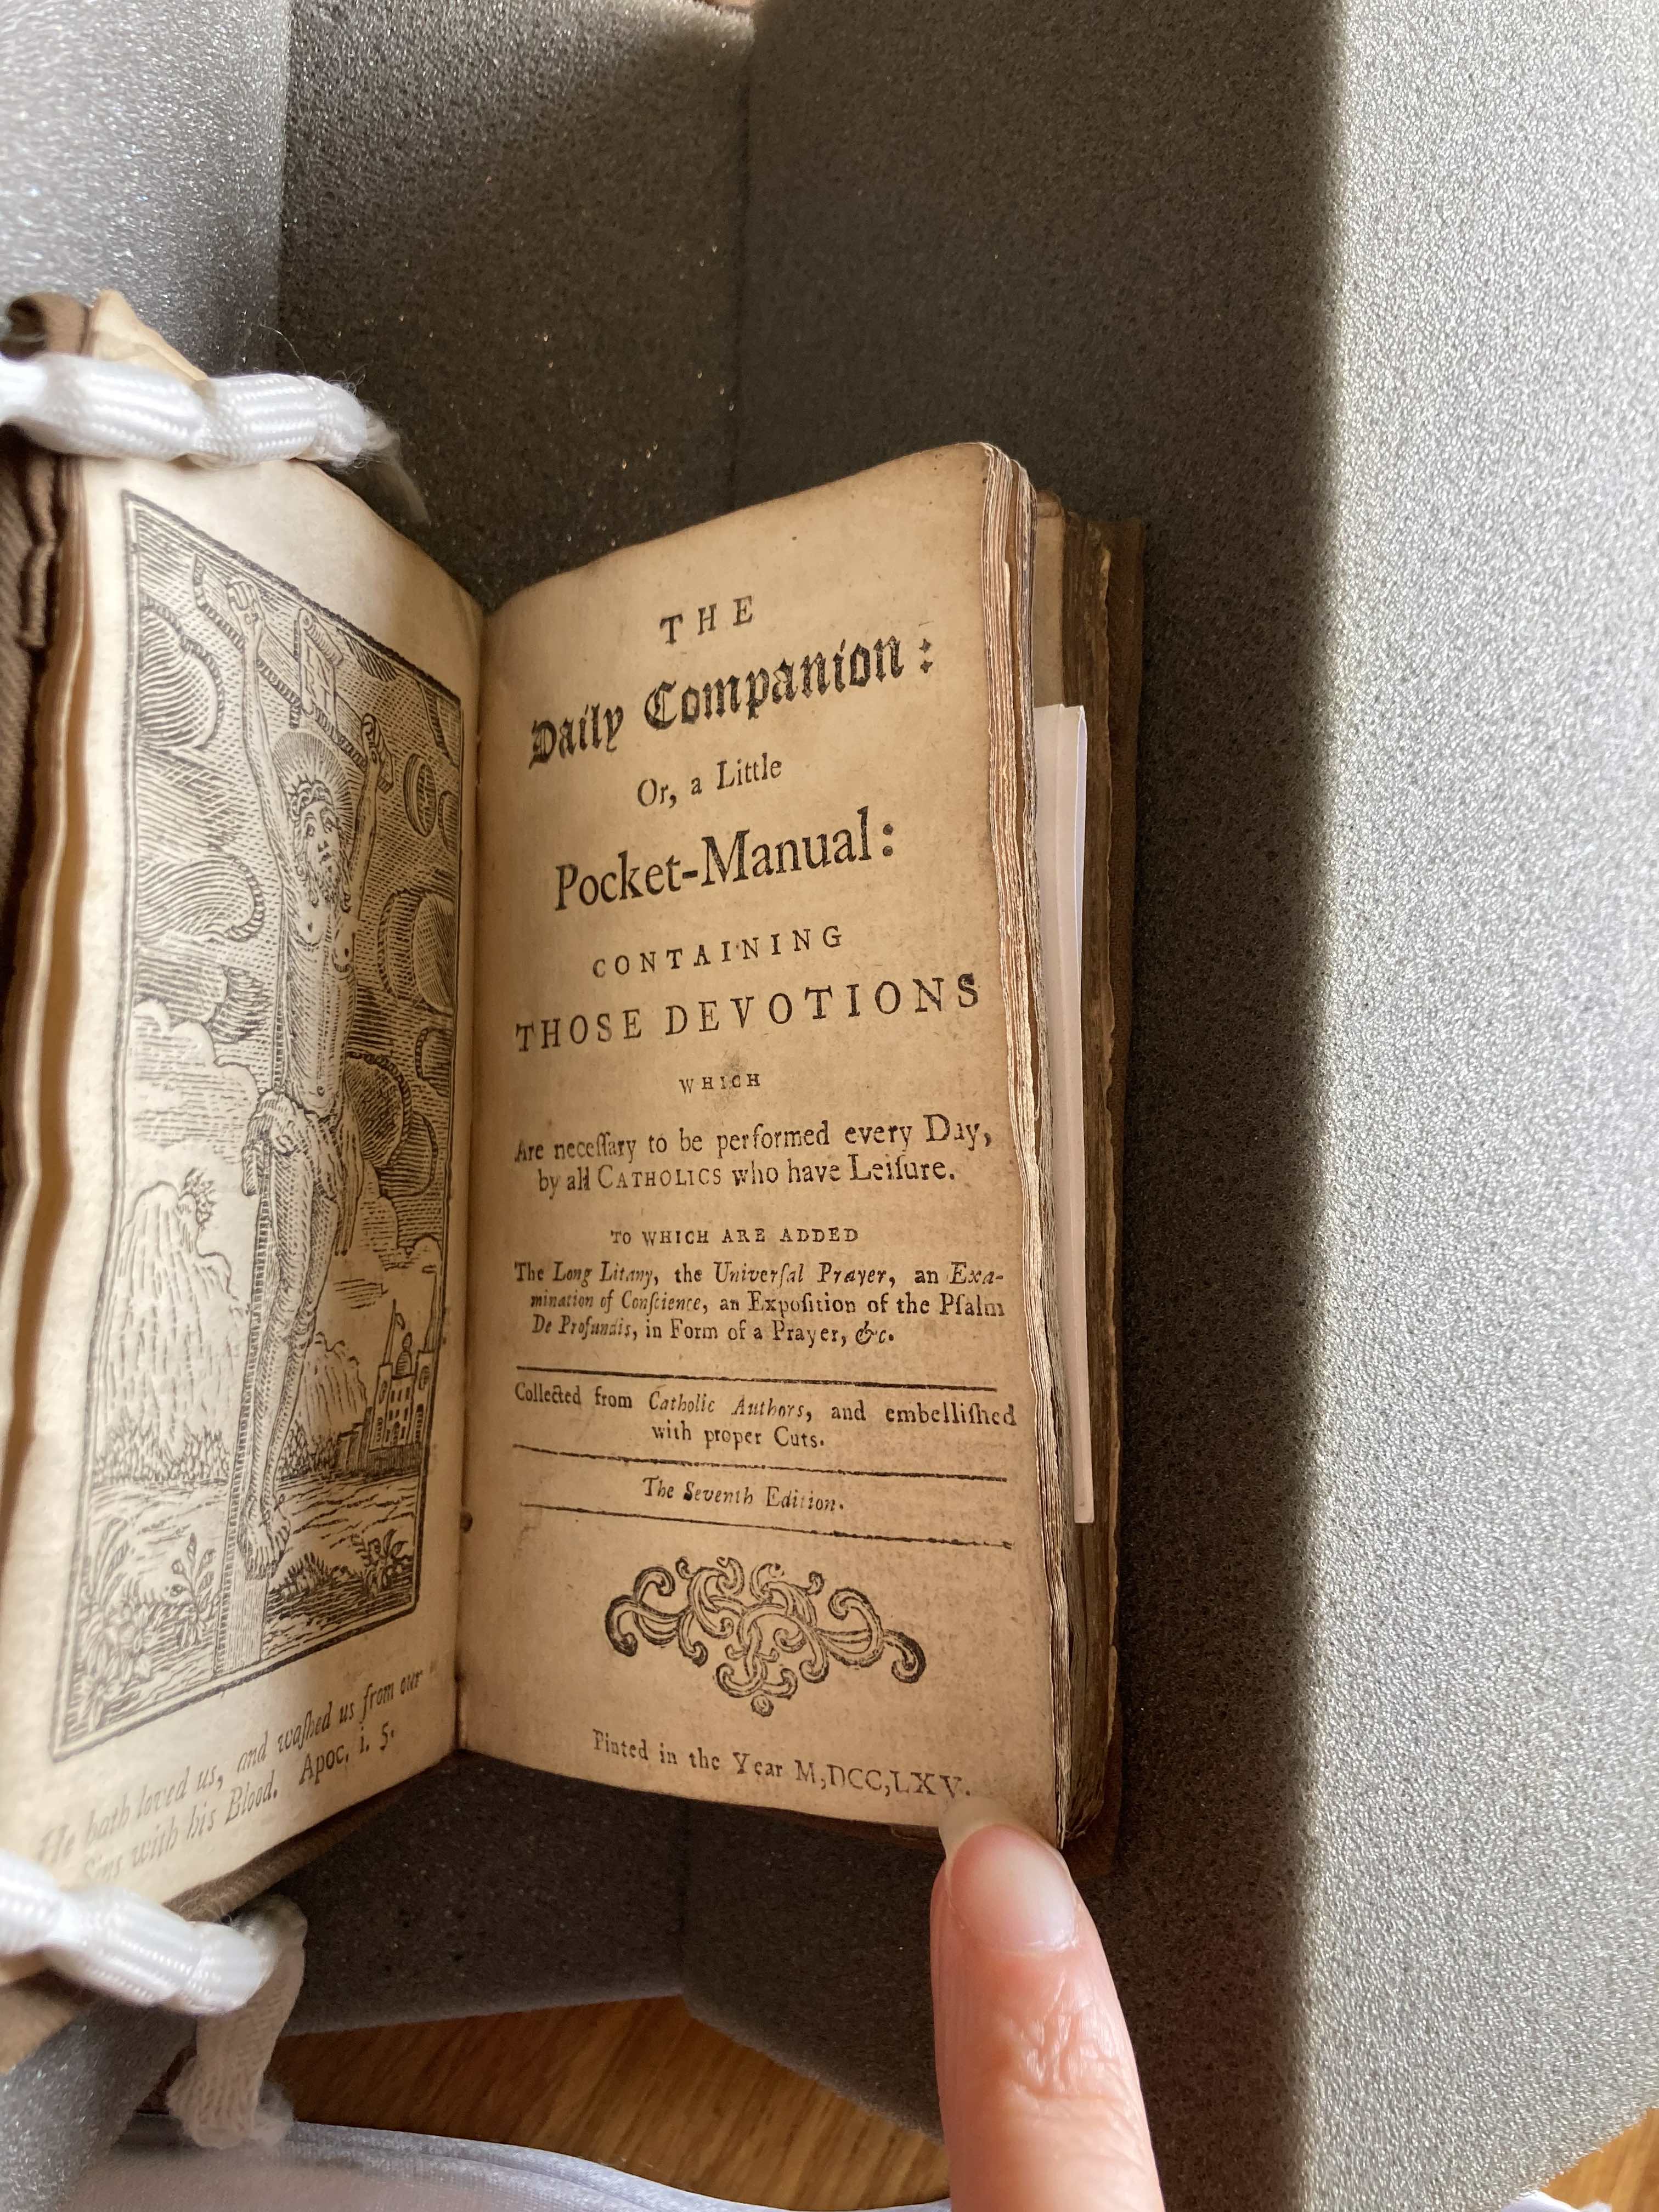 He hath loved us, and waſhed us from our
Sins with his Blood. Apoc. i. 5.
THE
Daily Companion:
Or, a Little
Pocket-Manual:
CONTAINING
THOSE DEVOTIONS
WHICH
Are neceſſary to be performed every Day,
by all CATHOLICS who have Leiſure.
TO WHICH ARE ADDED
The Long Litany, the Univerſal Prayer, an Exa-
mination of Conſcience, an Expoſition of the Pſalm
De Profundis, in Form of a Prayer, &c.
Collected from Catholic Authors, and embelliſhed
with proper Cuts.
The Seventh Edition.
Pinted in the Year M,DCC,LXV.